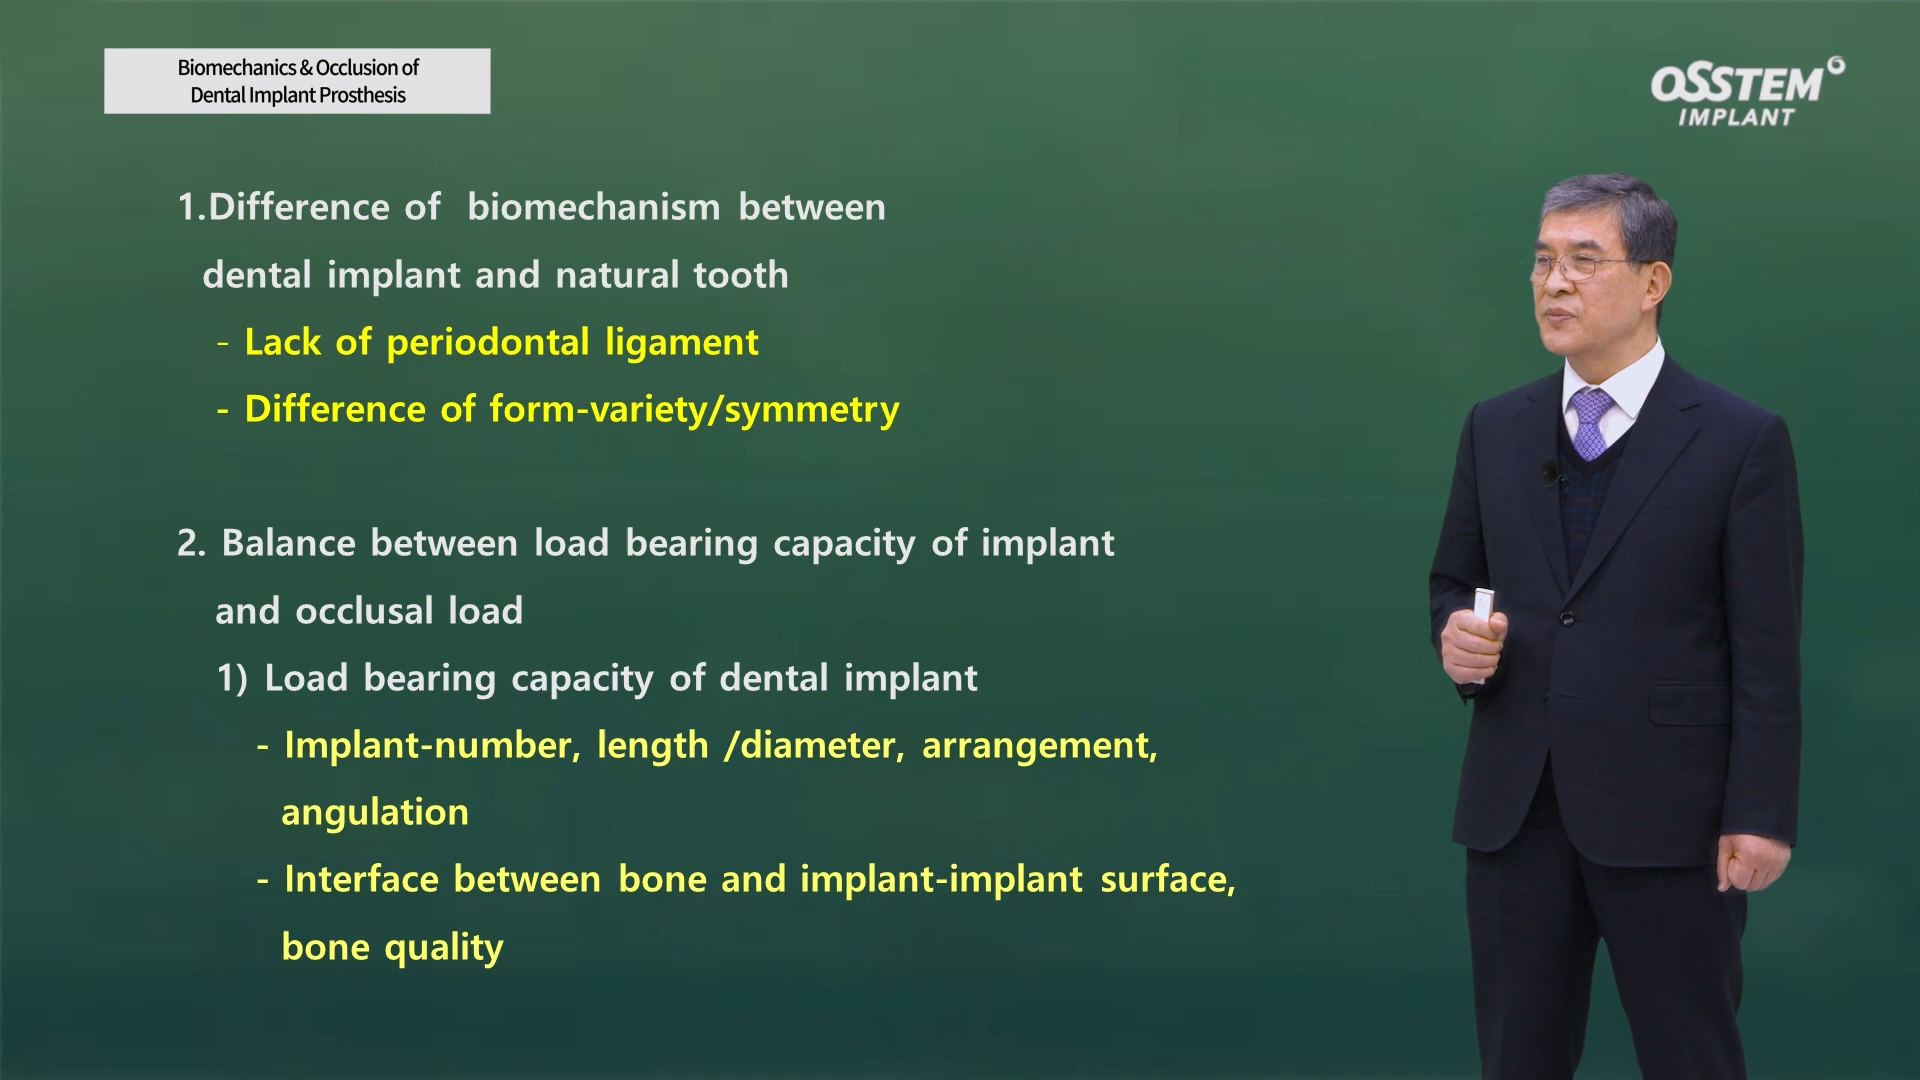 Biomechanics & Occlusion of
Dental Implant Prosthesis
OSSTEM
IMPLANT
1.Difference of biomechanism between
dental implant and natural tooth
- Lack of periodontal ligament
- Difference of form-variety/symmetry
2. Balance between load bearing capacity of implant
and occlusal load
1) Load bearing capacity of dental implant
- Implant-number, length /diameter, arrangement,
angulation
- Interface between bone and implant-implant surface,
bone quality